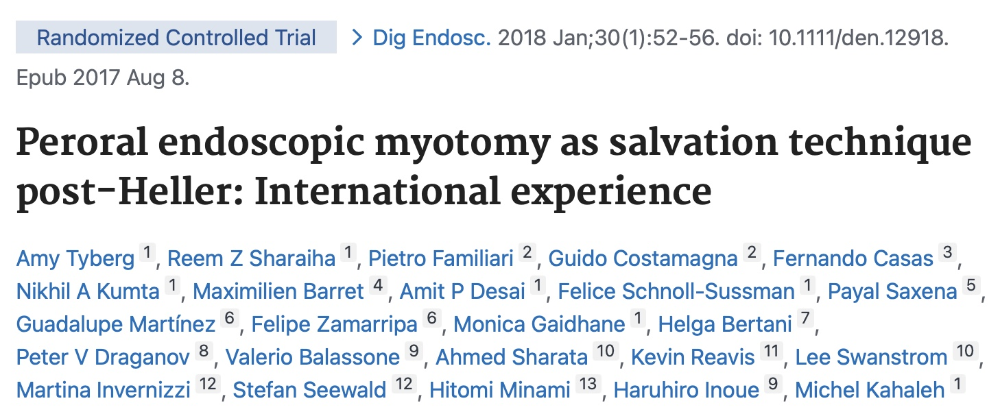 Randomized Controlled Trial > Dig Endosc. 2018 Jan;30(1):52-56. doi: 10.1111/den.12918.
Epub 2017 Aug 8.
Peroral endoscopic myotomy as salvation technique
post-Heller: International experience
Amy Tyberg 1, Reem Z Sharaiha 1, Pietro Familiari 2, Guido Costamagna 2, Fernando Casas 3,
Nikhil A Kumta 1, Maximilien Barret 4, Amit P Desai 1, Felice Schnoll-Sussman 1, Payal Saxena 5,
Guadalupe Martínez 6, Felipe Zamarripa 6, Monica Gaidhane 1, Helga Bertani 7,
Peter V Draganov 8, Valerio Balassone 9, Ahmed Sharata 10, Kevin Reavis 11, Lee Swanstrom 10,
Martina Invernizzi 12, Stefan Seewald 12, Hitomi Minami 13, Haruhiro Inoue 9, Michel Kahaleh 1